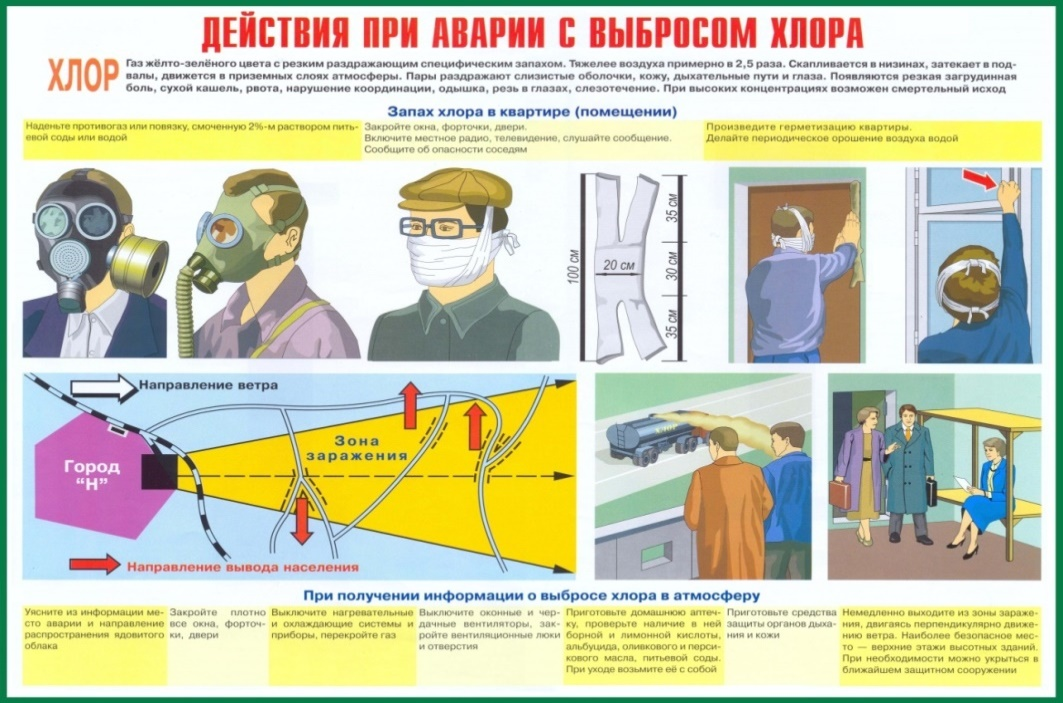 ДЕЙСТВИЯ ПРИ АВАРИИ С ВЫБРОСОМ ХЛОРА
ХЛОР
Газ жёлто-зелёного цвета с резким раздражающим специфическим запахом. Тяжелее воздуха примерно в 2,5 раза. Скапливается в низинах, затекает в под-
валы, движется в приземных слоях атмосферы. Пары раздражают слизистые оболочки, кожу, дыхательные пути и глаза. Появляются резкая загрудинная
боль, сухой кашель, рвота, нарушение координации, одышка, резь в глазах, слезотечение. При высоких концентрациях возможен смертельный исход
Запах хлора в квартире (помещении)
Наденьте противогаз или повязку, смоченную 2%-м раствором пить-
евой соды или водой
Закройте окна, форточки, двери.
Включите местное радио, телевидение, слушайте сообщение.
Сообщите об опасности соседям
Произведите герметизацию квартиры.
Делайте периодическое орошение воздуха водой
100 см
20 см
35 см
30 см
35 см
Направление ветра
Зона
заражения
Город
"Н"
Направление вывода населения
ХЛОР
При получении информации о выбросе хлора в атмосферу
Уясните из информации ме-
сто аварии и направление
распространения ядовитого
облака
Закройте плотно
все окна, форточ-
ки, двери
Выключите нагревательные
и охлаждающие системы и
приборы, перекройте газ
Выключите оконные и чер-
дачные вентиляторы, зак-
ройте вентиляционные люки
и отверстия
Приготовьте домашнюю аптеч-
ку, проверьте наличие в ней
борной и лимонной кислоты,
альбуцида, оливкового и перси-
кового масла, питьевой соды.
При уходе возьмите её с собой
Приготовьте средства
защиты органов дыха-
ния и кожи
Немедленно выходите из зоны зараже-
ния, двигаясь перпендикулярно движе-
нию ветра. Наиболее безопасное мес-
то — верхние этажи высотных зданий.
При необходимости можно укрыться в
ближайшем защитном сооружении